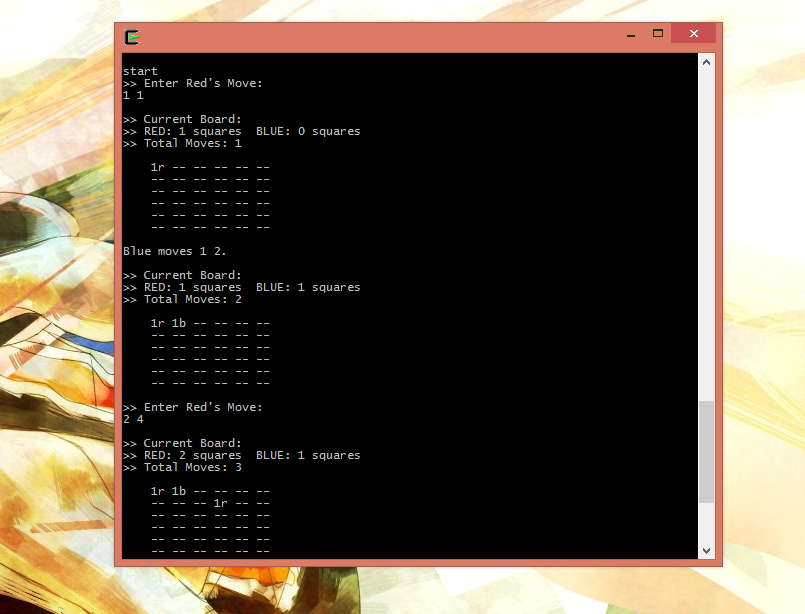 start
>> Enter Red's Move:
1 1
>> Current Board:
>> RED: 1 squares  BLUE: 0 squares
>> Total Moves: 1
1r -- -- -- -- --
-- -- -- -- -- --
-- -- -- -- -- --
-- -- -- -- -- --
-- -- -- -- -- --
-- -- -- -- -- --
Blue moves 1 2.
>> Current Board:
>> RED: 1 squares  BLUE: 1 squares
>> Total Moves: 2
1r 1b -- -- -- --
-- -- -- -- -- --
-- -- -- -- -- --
-- -- -- -- -- --
-- -- -- -- -- --
-- -- -- -- -- --
>> Enter Red's Move:
2 4
>> Current Board:
>> RED: 2 squares  BLUE: 1 squares
>> Total Moves: 3
1r 1b -- -- -- --
-- -- -- 1r -- --
-- -- -- -- -- --
-- -- -- -- -- --
-- -- -- -- -- --
-- -- -- -- -- --